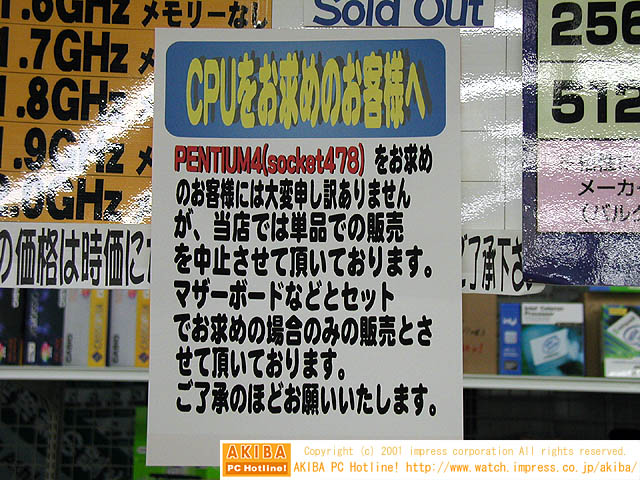 1.6GHz メモリーなし
Sold Out
256
1.7GHz メ
1.8GHz
512
1.9GHz メ
メーカー
CPUをお求めのお客様へ
PENTIUM4(socket478) をお求め
のお客様には大変申し訳ありません
が、当店では単品での販売
を中止させて頂いております。
マザーボードなどとセット
でお求めの場合のみの販売とさ
せて頂いております。
ご了承のほどお願いいたします。
の価格は時価に
了承下さ
intel Celeron
Processor
AKIBA
PC Hotline!
Copyright (c) 2001 impress corporation All rights reserved.
AKIBA PC Hotline! http://www.watch.impress.co.jp/akiba/